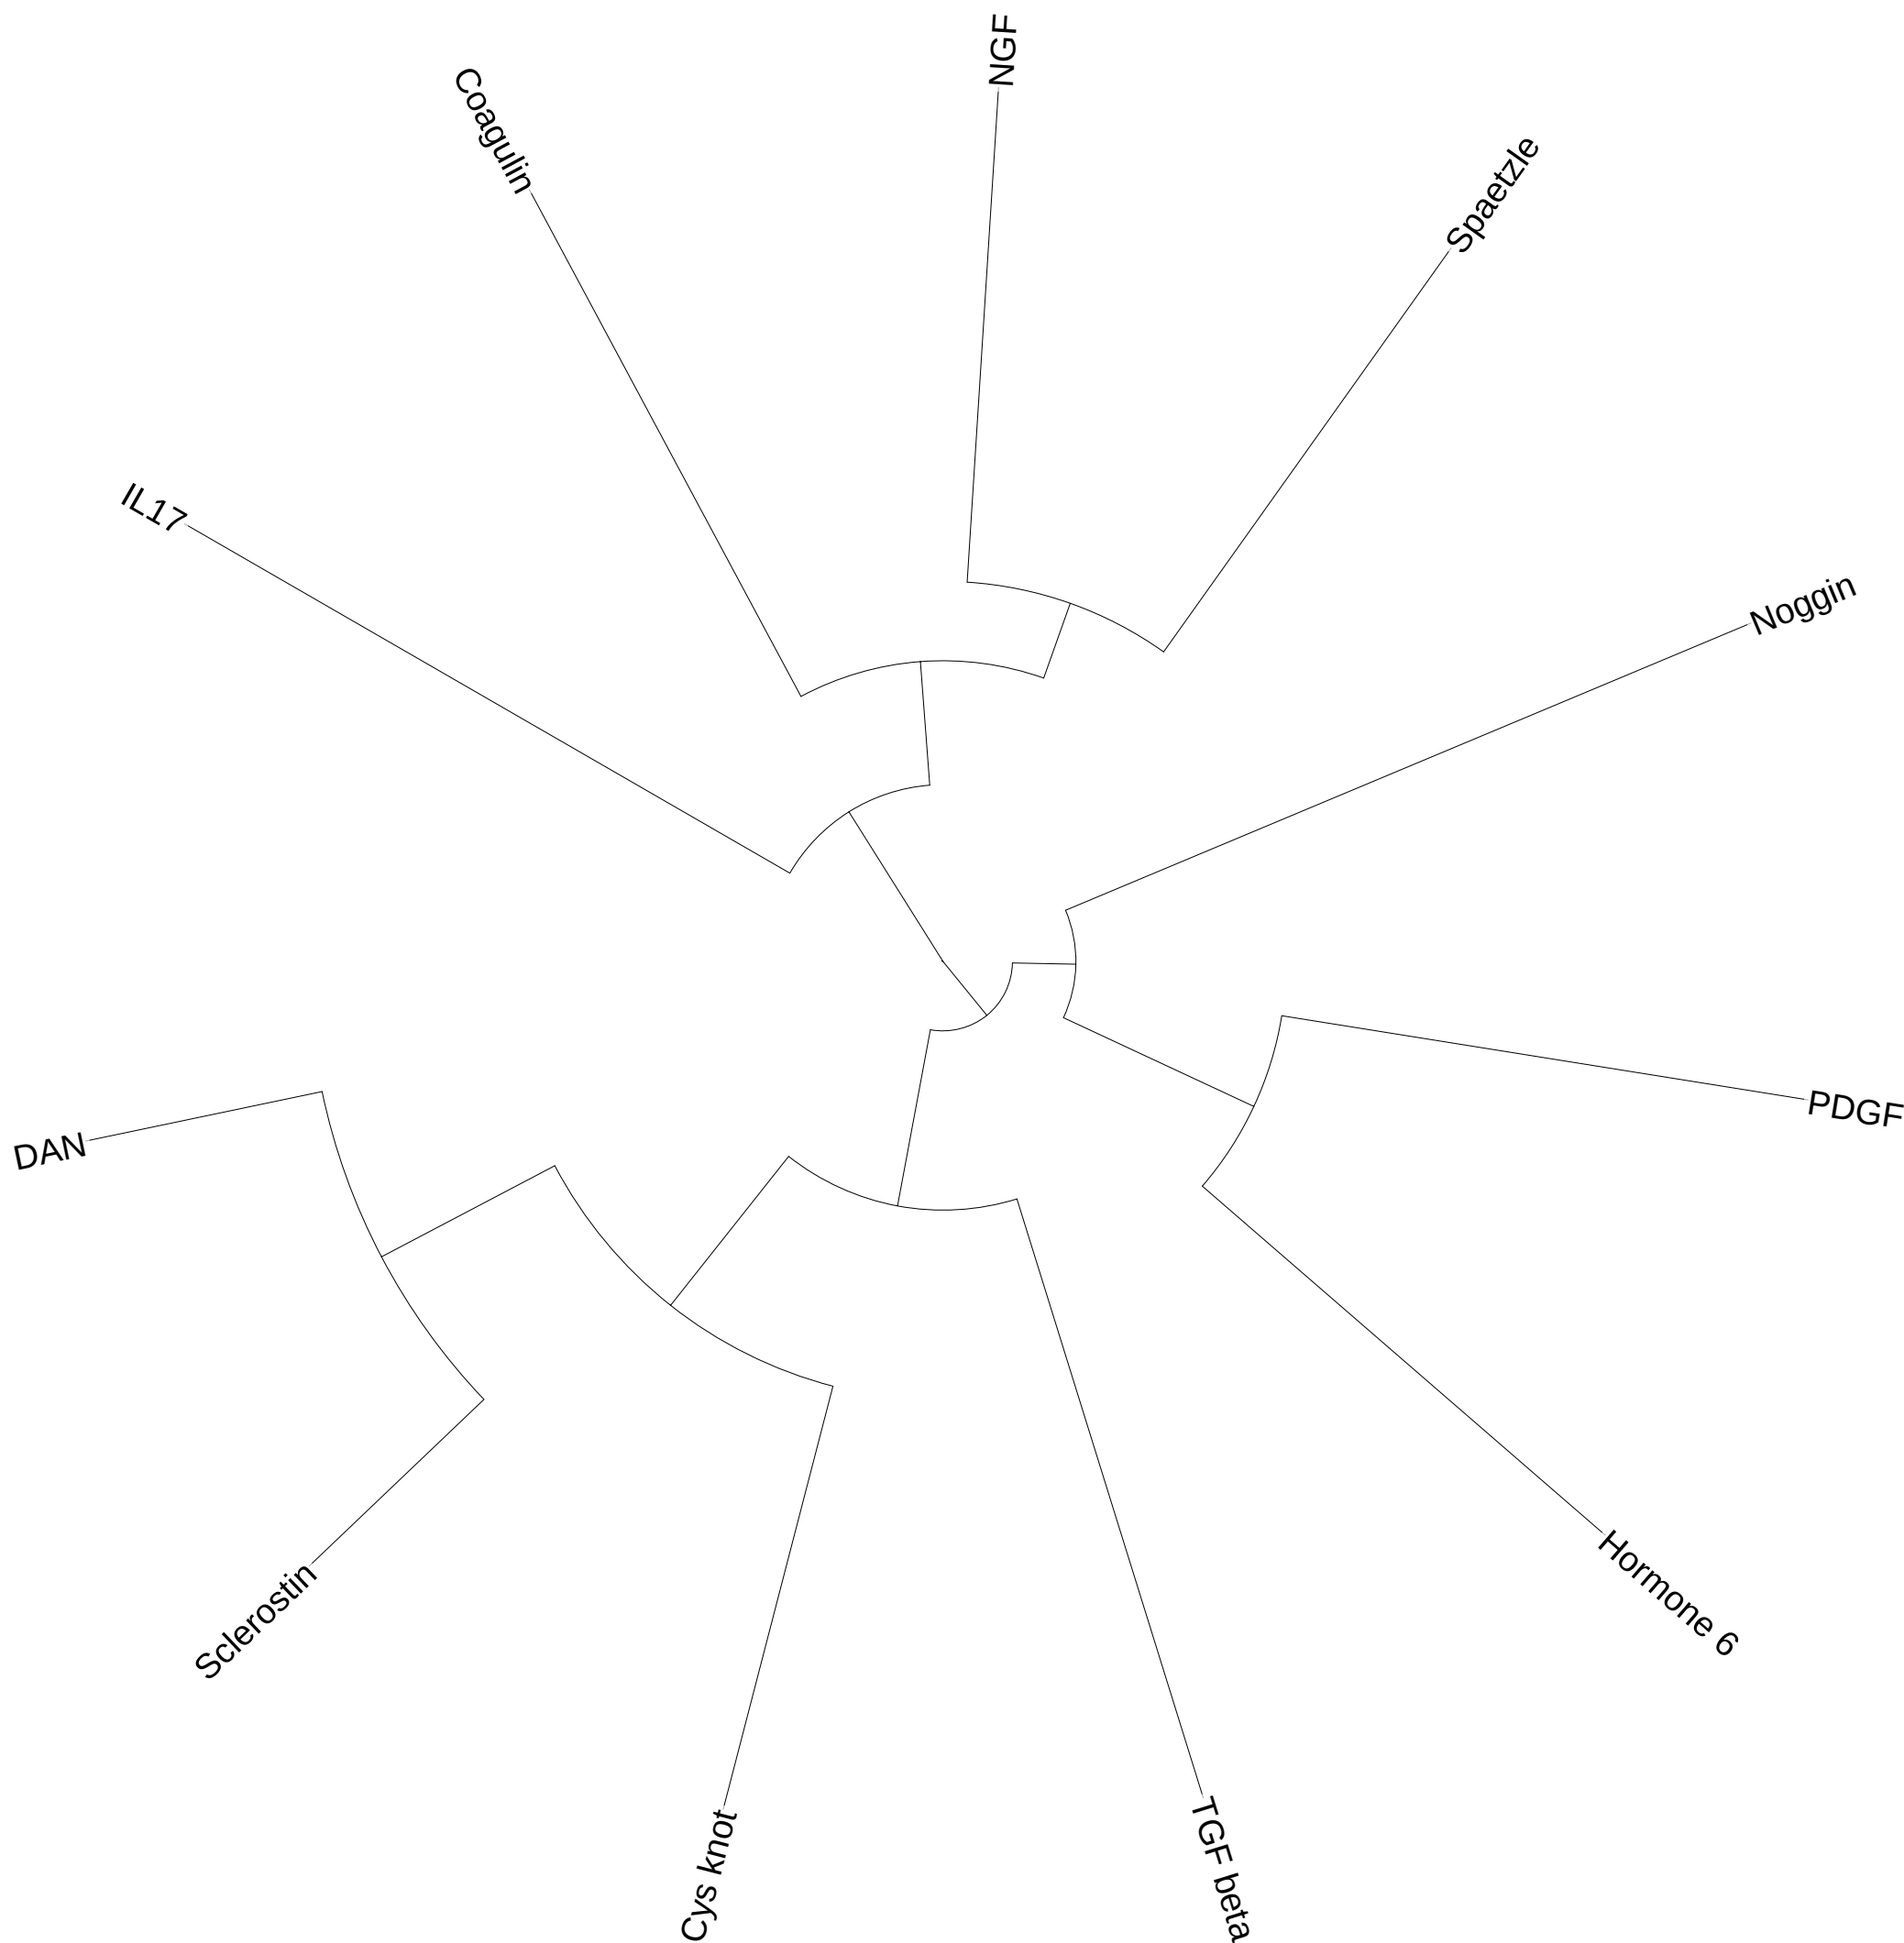 NGF
Coagulin
Spaetzle
IL17
Noggin
PDGF
DAN
Hormone 6
Sclerostin
TGF beta
Cys knot